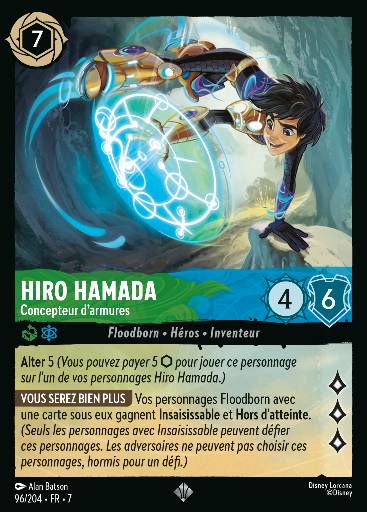 7
HIRO HAMADA
Concepteur d'armures
4
6
Floodborn • Héros • Inventeur
Alter 5 (Vous pouvez payer 5 pour jouer ce personnage
sur l'un de vos personnages Hiro Hamada.)
VOUS SEREZ BIEN PLUS Vos personnages Floodborn avec
une carte sous eux gagnent Insaisissable et Hors d'atteinte.
(Seuls les personnages avec Insaisissable peuvent défier
ces personnages. Les adversaires ne peuvent pas choisir ces
personnages, hormis pour un défi.)
Alan Batson
96/204 • FR • 7
Disney Lorcana
©Disney